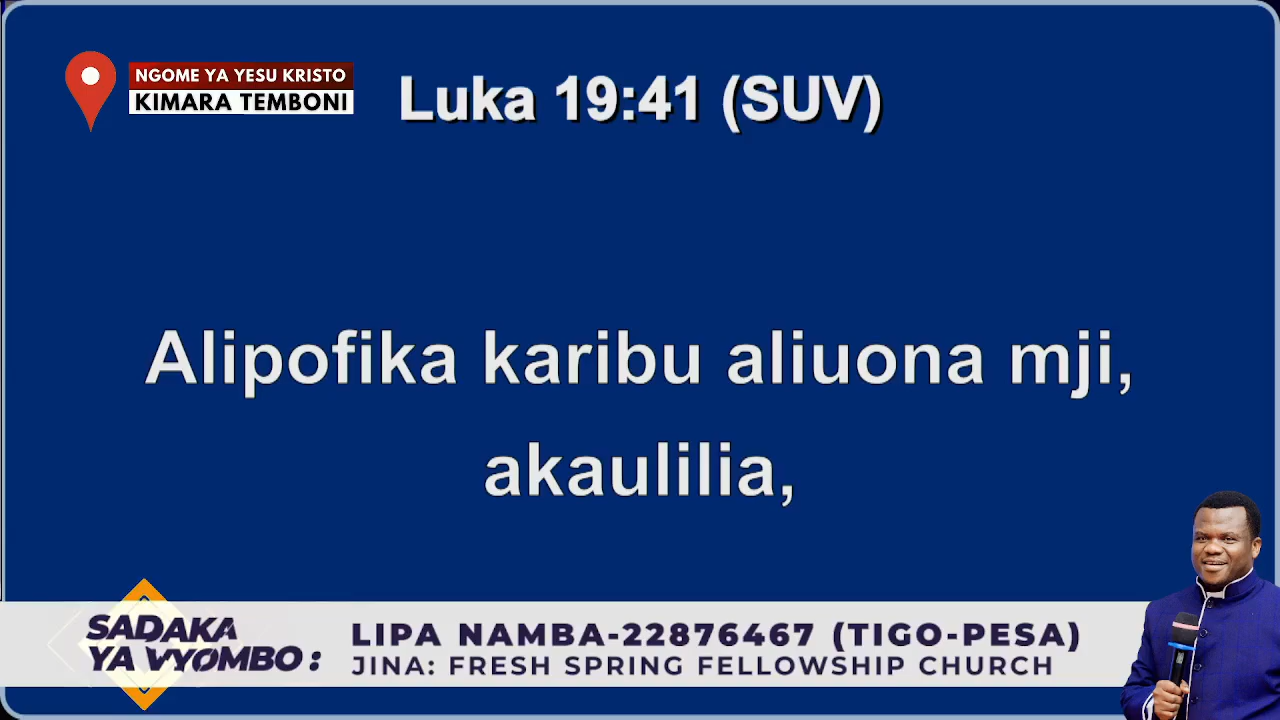 NGOME YA YESU KRISTO
KIMARA TEMBONI
Luka 19:41 (SUV)
Alipofika karibu aliuona mji,
akaulilia,
SADAKA
YA VYOMBO :
LIPA NAMBA-22876467 (TIGO-PESA)
JINA: FRESH SPRING FELLOWSHIP CHURCH